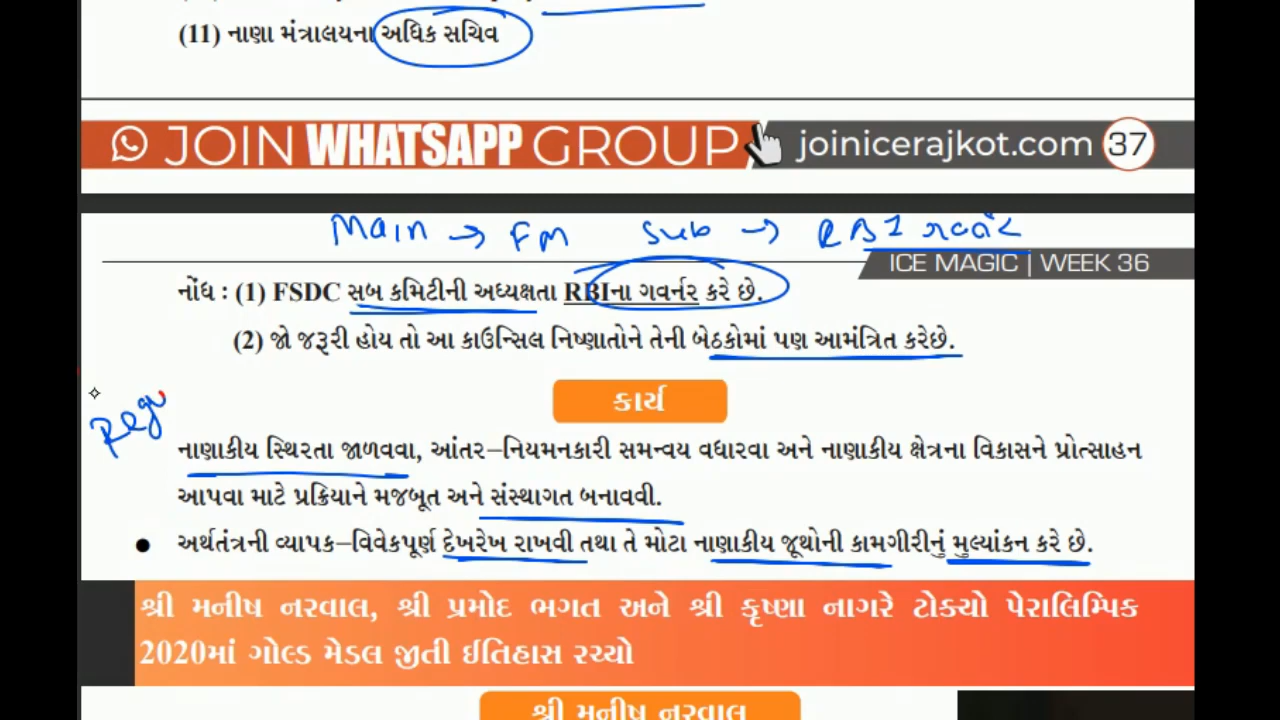 (11) નાણા મંત્રાલયના અધિક સચિવ
JOIN WHATSAPP GROUP joinicerajkot.com 37
Main → FM Sub → RBI
ICE MAGIC | WEEK 36
નોંધ : (1) FSDC સબ કમિટીની અધ્યક્ષતા RBIના ગવર્નર કરે છે.
(2) જો જરૂરી હોય તો આ કાઉન્સિલ નિષ્ણાતોને તેની બેઠકોમાં પણ આમંત્રિત કરેછે.
કાર્ય
Regu
નાણાકીય સ્થિરતા જાળવવા, આંતર–નિયમનકારી સમન્વય વધારવા અને નાણાકીય ક્ષેત્રના વિકાસને પ્રોત્સાહન
આપવા માટે પ્રક્રિયાને મજબૂત અને સંસ્થાગત બનાવવી.
● અર્થતંત્રની વ્યાપક–વિવેકપૂર્ણ દેખરેખ રાખવી તથા તે મોટા નાણાકીય જૂથોની કામગીરીનું મુલ્યાંકન કરે છે.
શ્રી મનીષ નરવાલ, શ્રી પ્રમોદ ભગત અને શ્રી કૃષ્ણા નાગરે ટોક્યો પેરાલિમ્પિક
2020માં ગોલ્ડ મેડલ જીતી ઈતિહાસ રચ્યો
શ્રી મનીષ નરવાલ